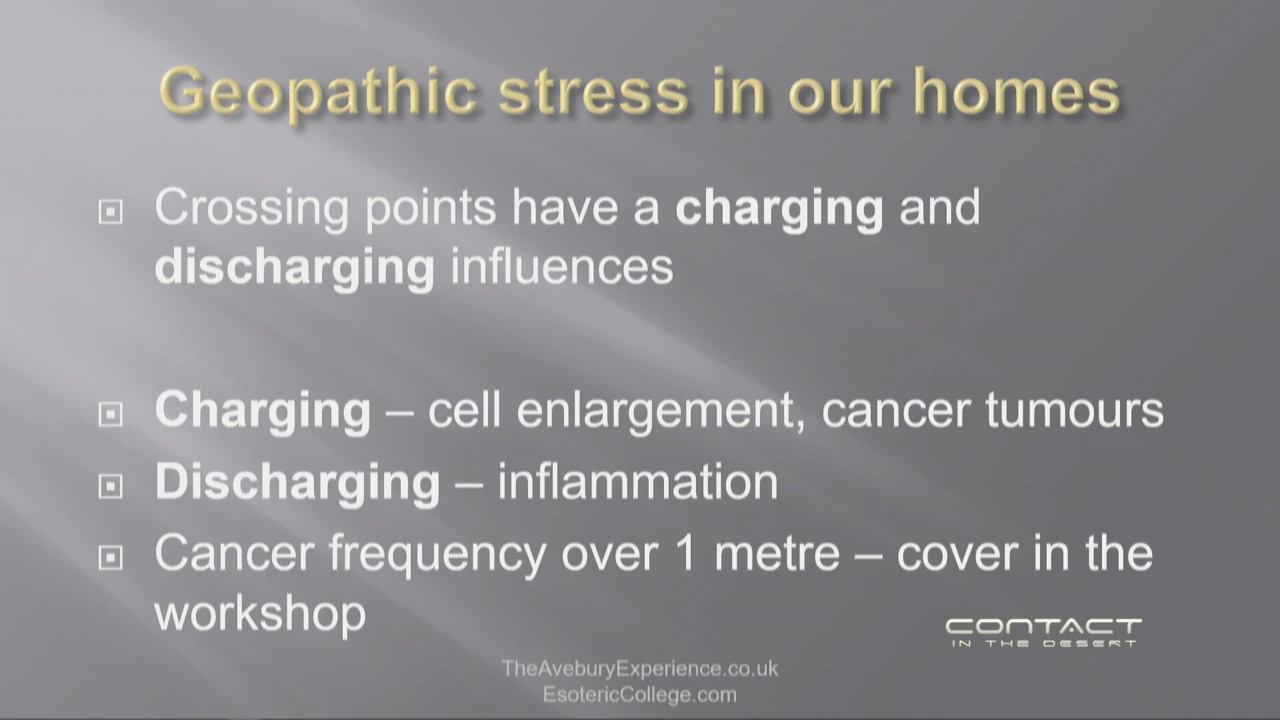 Geopathic stress in our homes
Crossing points have a charging and
discharging influences
Charging – cell enlargement, cancer tumours
Discharging – inflammation
Cancer frequency over 1 metre – cover in the
workshop
CONTACT
IN THE DESERT
TheAveburyExperience.co.uk
EsotericCollege.com